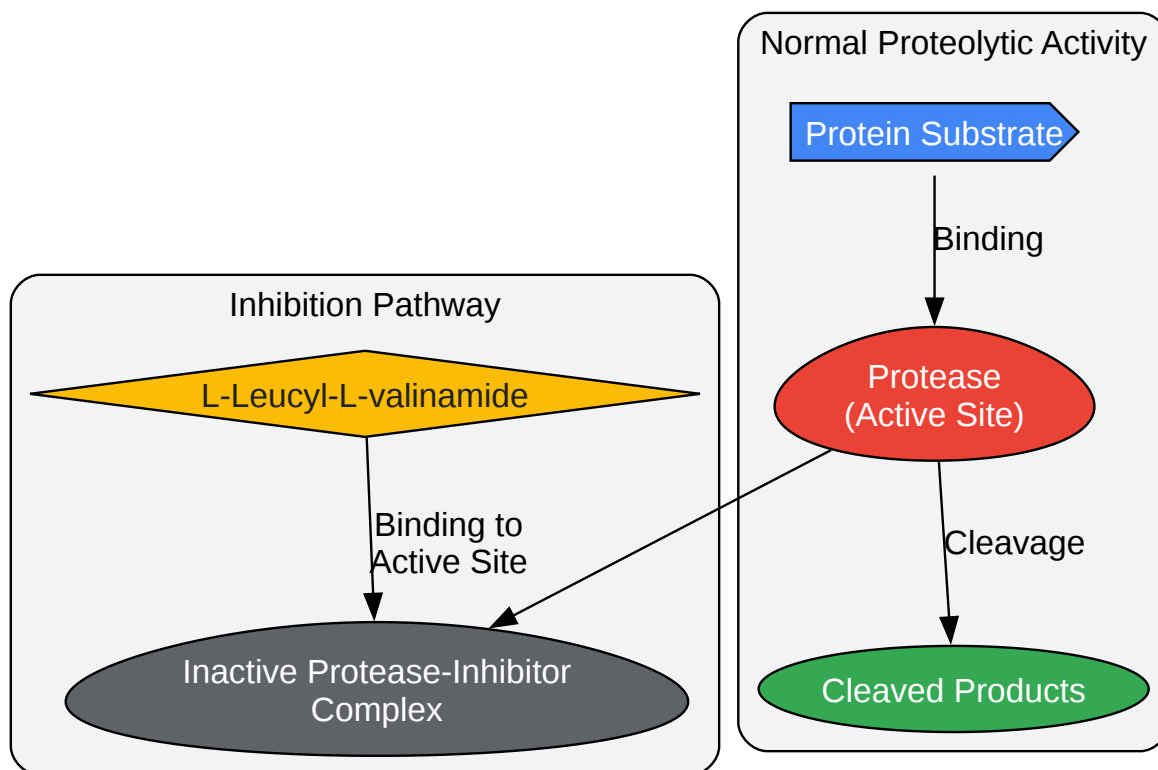 Normal Proteolytic Activity
Protein Substrate
Binding
Protease
(Active Site)
Cleavage
Cleaved Products
Inhibition Pathway
L-Leucyl-L-valinamide
Binding to
Active Site
Inactive Protease-Inhibitor
Complex